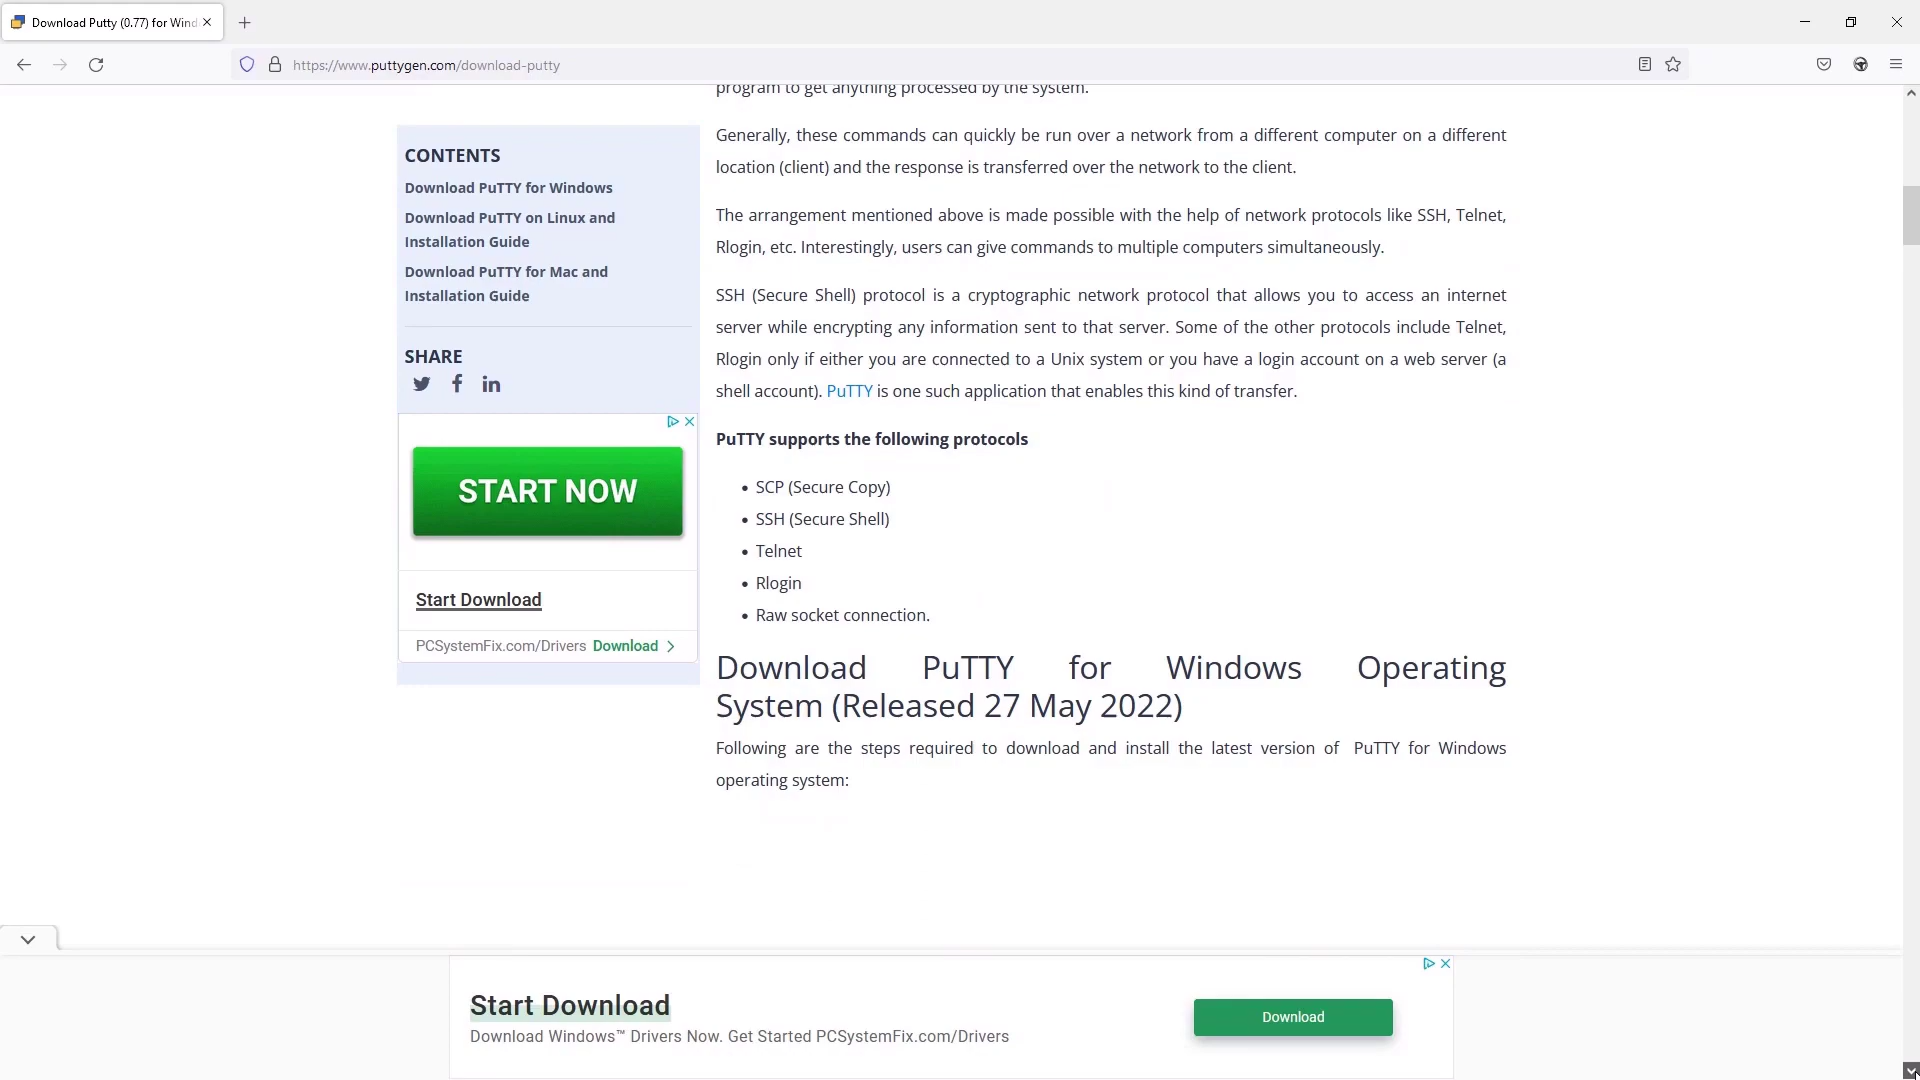 Download Putty (0.77) for Wind
https://www.puttygen.com/download-putty
program to get anything processed by the system.
CONTENTS
Download PuTTY for Windows
Download PuTTY on Linux and
Installation Guide
Download PuTTY for Mac and
Installation Guide
SHARE
START NOW
Start Download
PCSystemFix.com/Drivers Download
Generally, these commands can quickly be run over a network from a different computer on a different
location (client) and the response is transferred over the network to the client.
The arrangement mentioned above is made possible with the help of network protocols like SSH, Telnet,
Rlogin, etc. Interestingly, users can give commands to multiple computers simultaneously.
SSH (Secure Shell) protocol is a cryptographic network protocol that allows you to access an internet
server while encrypting any information sent to that server. Some of the other protocols include Telnet,
Rlogin only if either you are connected to a Unix system or you have a login account on a web server (a
shell account). PuTTY is one such application that enables this kind of transfer.
PuTTY supports the following protocols
• SCP (Secure Copy)
• SSH (Secure Shell)
• Telnet
• Rlogin
• Raw socket connection.
Download PuTTY for Windows Operating
System (Released 27 May 2022)
Following are the steps required to download and install the latest version of PuTTY for Windows
operating system:
Start Download
Download Windows™ Drivers Now. Get Started PCSystemFix.com/Drivers
Download